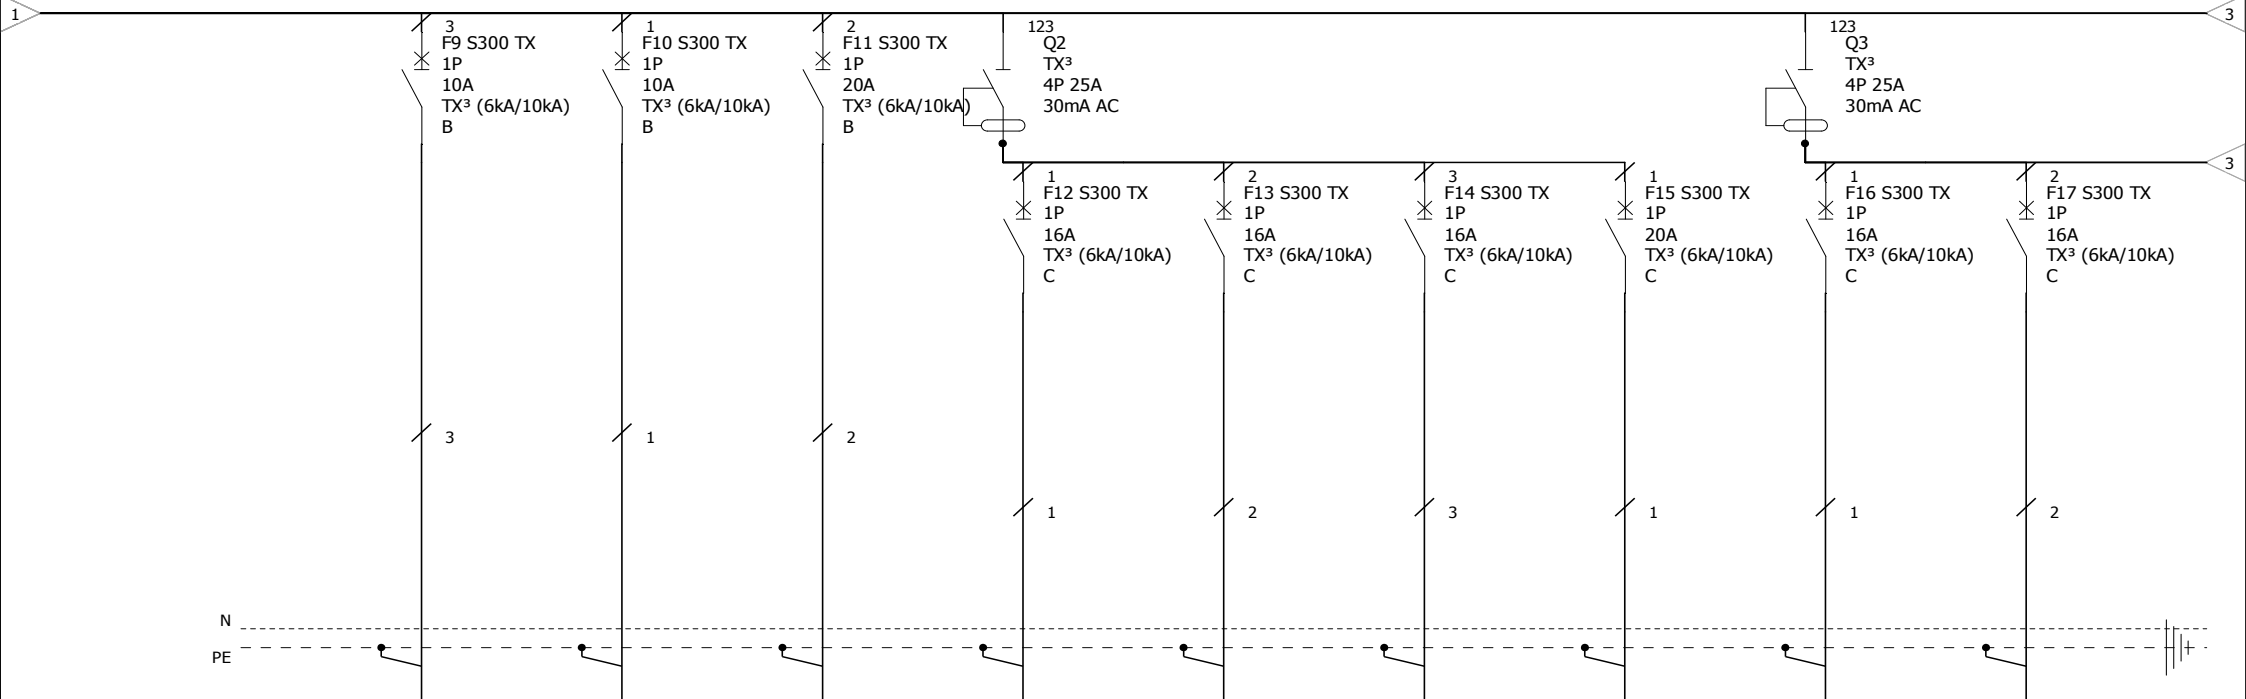 1
3
3
F9 S300 TX
1P
10A
TX³ (6kA/10kA)
B
1
F10 S300 TX
1P
10A
TX³ (6kA/10kA)
B
2
F11 S300 TX
1P
20A
TX³ (6kA/10kA)
B
123
Q2
TX³
4P 25A
30mA AC
123
Q3
TX³
4P 25A
30mA AC
3
1
F12 S300 TX
1P
16A
TX³ (6kA/10kA)
C
2
F13 S300 TX
1P
16A
TX³ (6kA/10kA)
C
3
F14 S300 TX
1P
16A
TX³ (6kA/10kA)
C
1
F15 S300 TX
1P
20A
TX³ (6kA/10kA)
C
1
F16 S300 TX
1P
16A
TX³ (6kA/10kA)
C
2
F17 S300 TX
1P
16A
TX³ (6kA/10kA)
C
3
1
2
1
2
3
1
1
2
N
PE